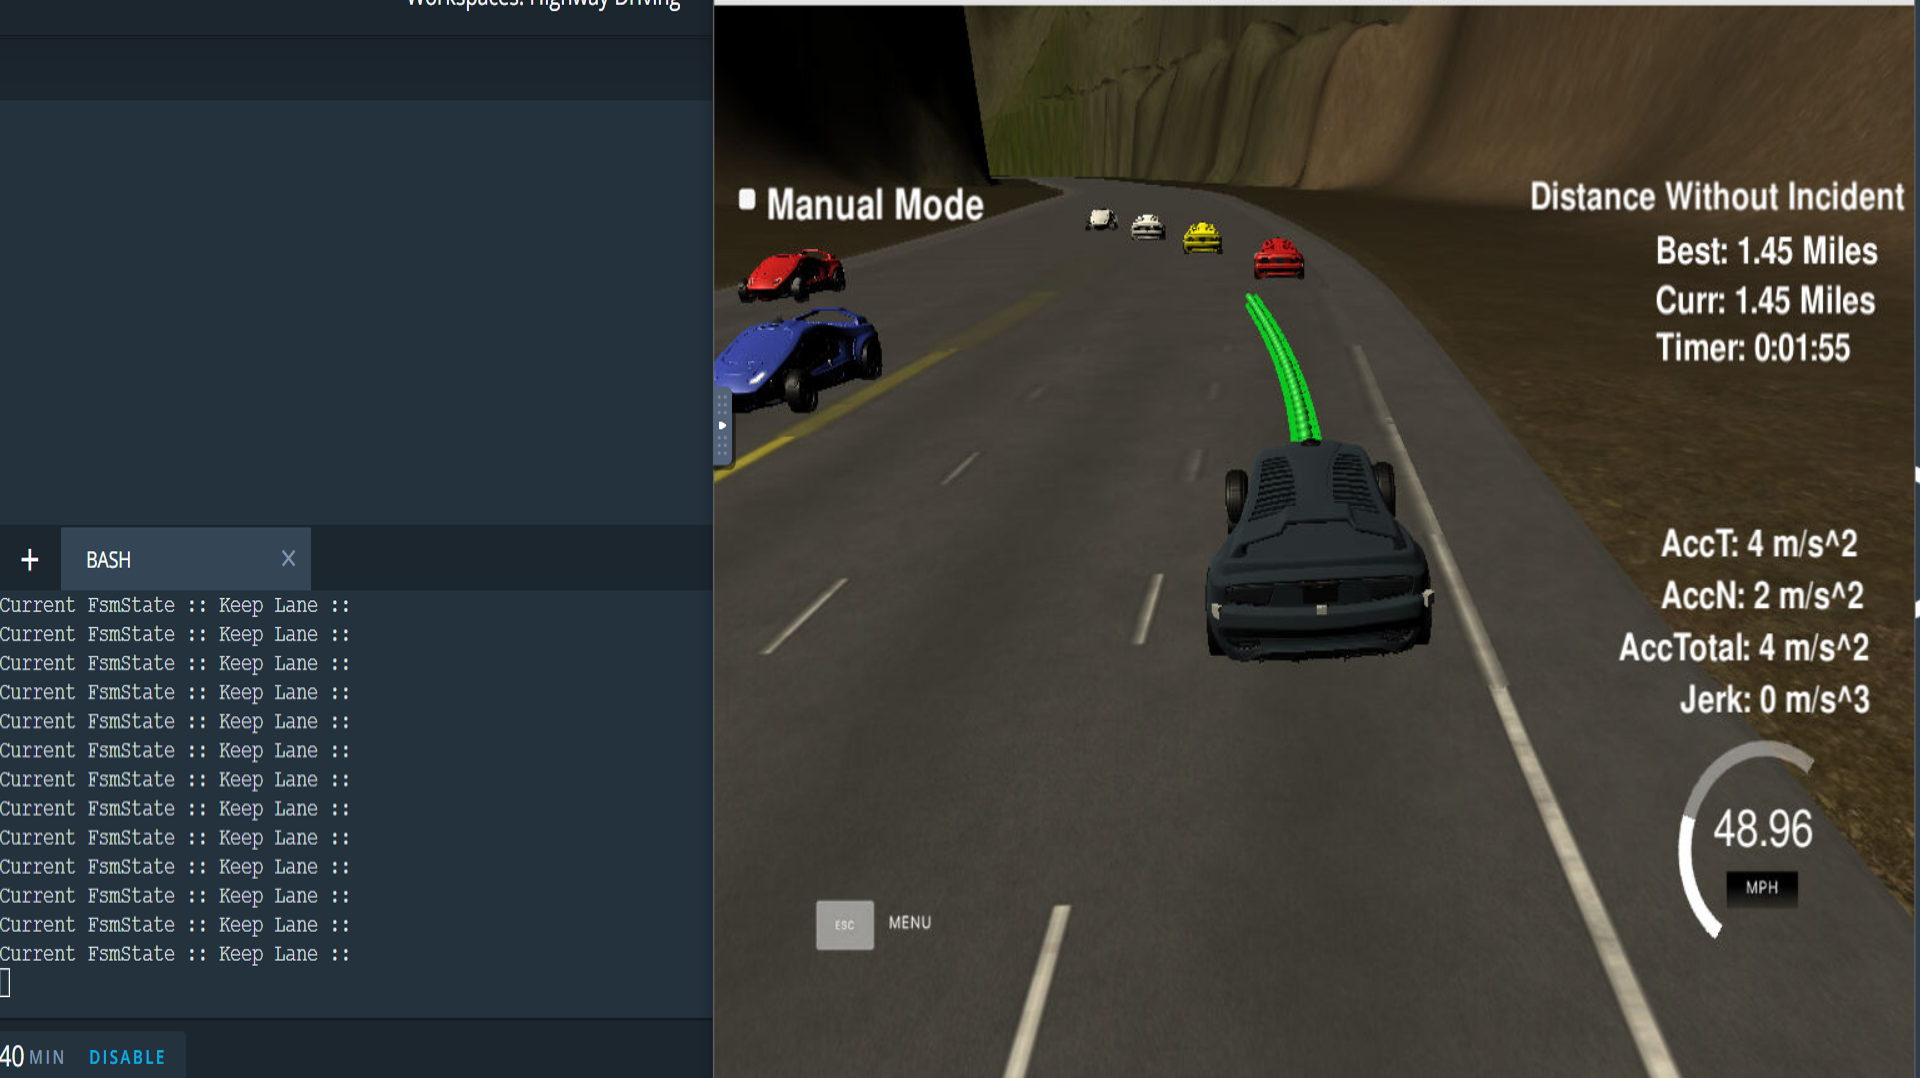 Workspaces: Highway Driving
+
BASH
Current FsmState :: Keep Lane ::
Current FsmState :: Keep Lane ::
Current FsmState :: Keep Lane ::
Current FsmState :: Keep Lane ::
Current FsmState :: Keep Lane ::
Current FsmState :: Keep Lane ::
Current FsmState :: Keep Lane ::
Current FsmState :: Keep Lane ::
Current FsmState :: Keep Lane ::
Current FsmState :: Keep Lane ::
Current FsmState :: Keep Lane ::
Current FsmState :: Keep Lane ::
Current FsmState :: Keep Lane ::
40 MIN DISABLE
Manual Mode
Distance Without Incident
Best: 1.45 Miles
Curr: 1.45 Miles
Timer: 0:01:55
AccT: 4 m/s^2
AccN: 2 m/s^2
AccTotal: 4 m/s^2
Jerk: 0 m/s^3
48.96
MPH
ESC MENU